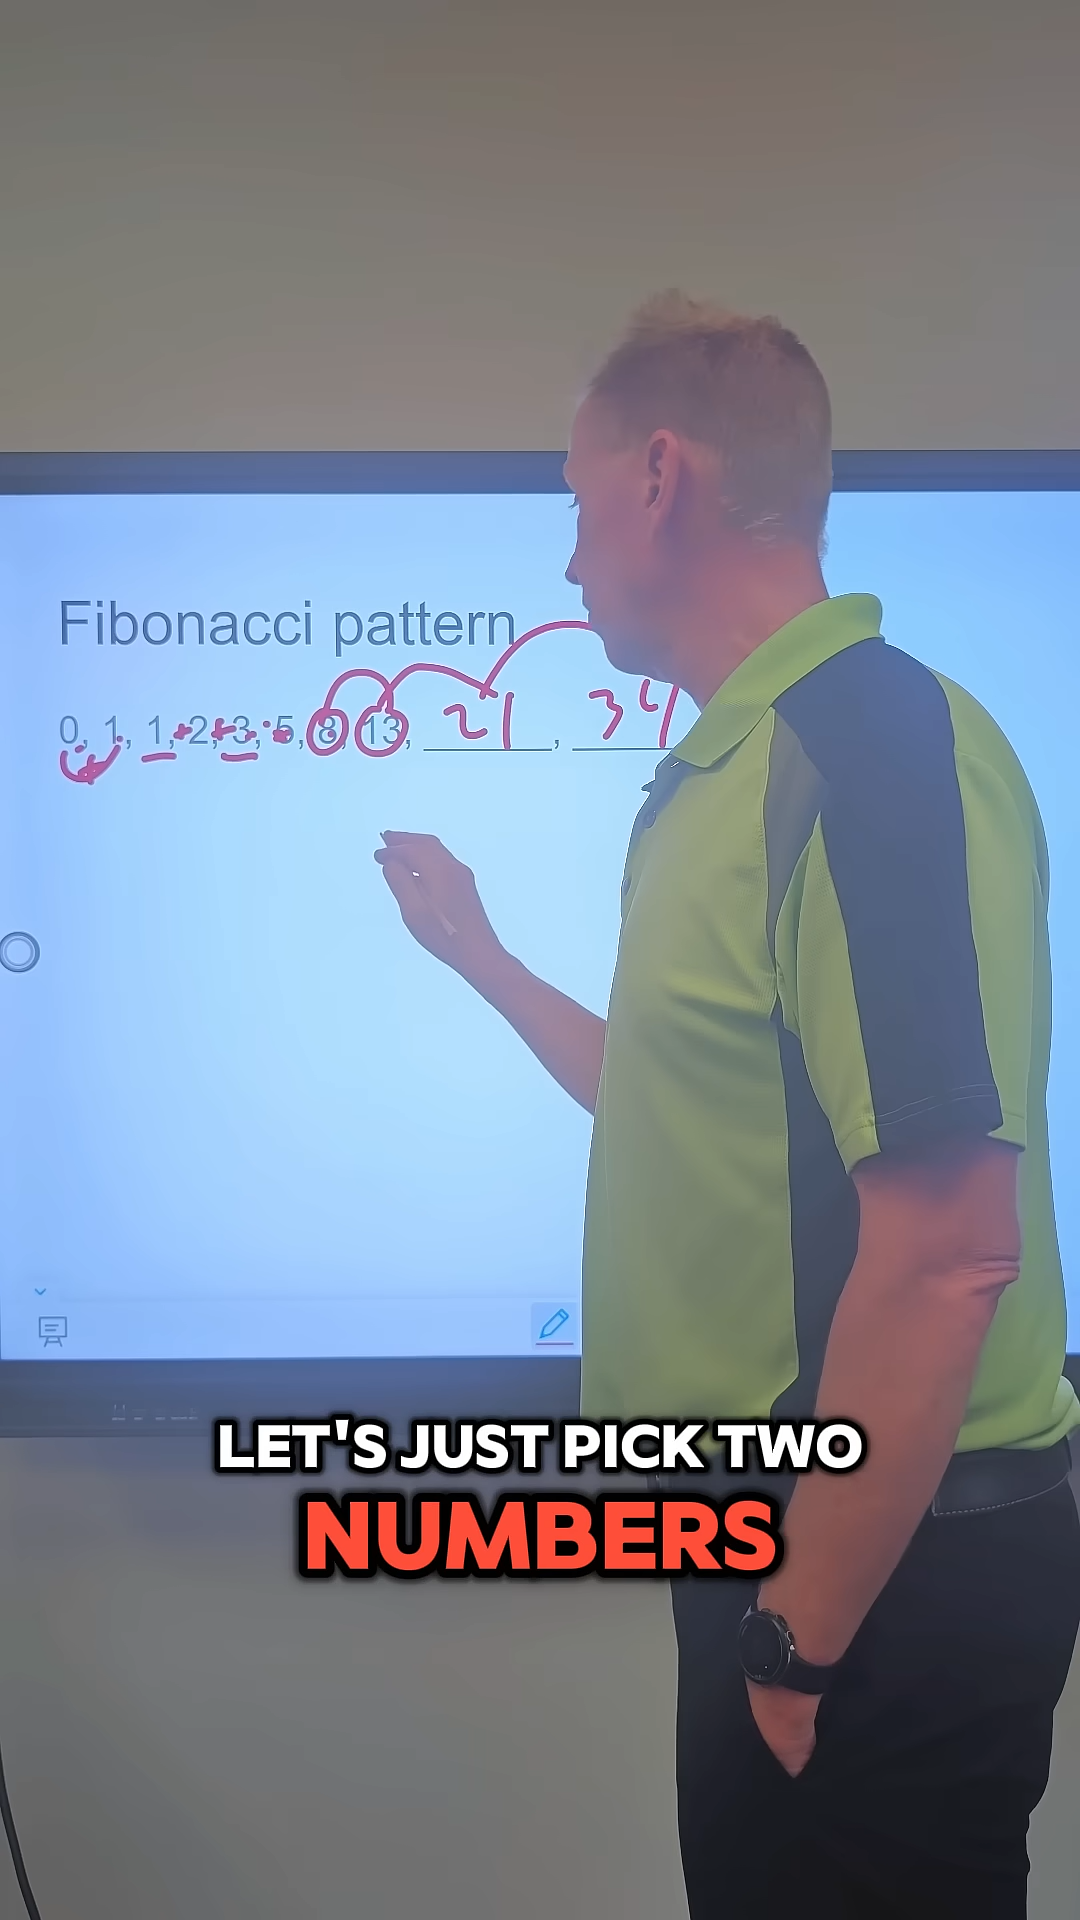 Fibonacci pattern
0, 1, 1, 2, 3, 5, 8, 13, 21, 34
LET'S JUST PICK TWO
NUMBERS